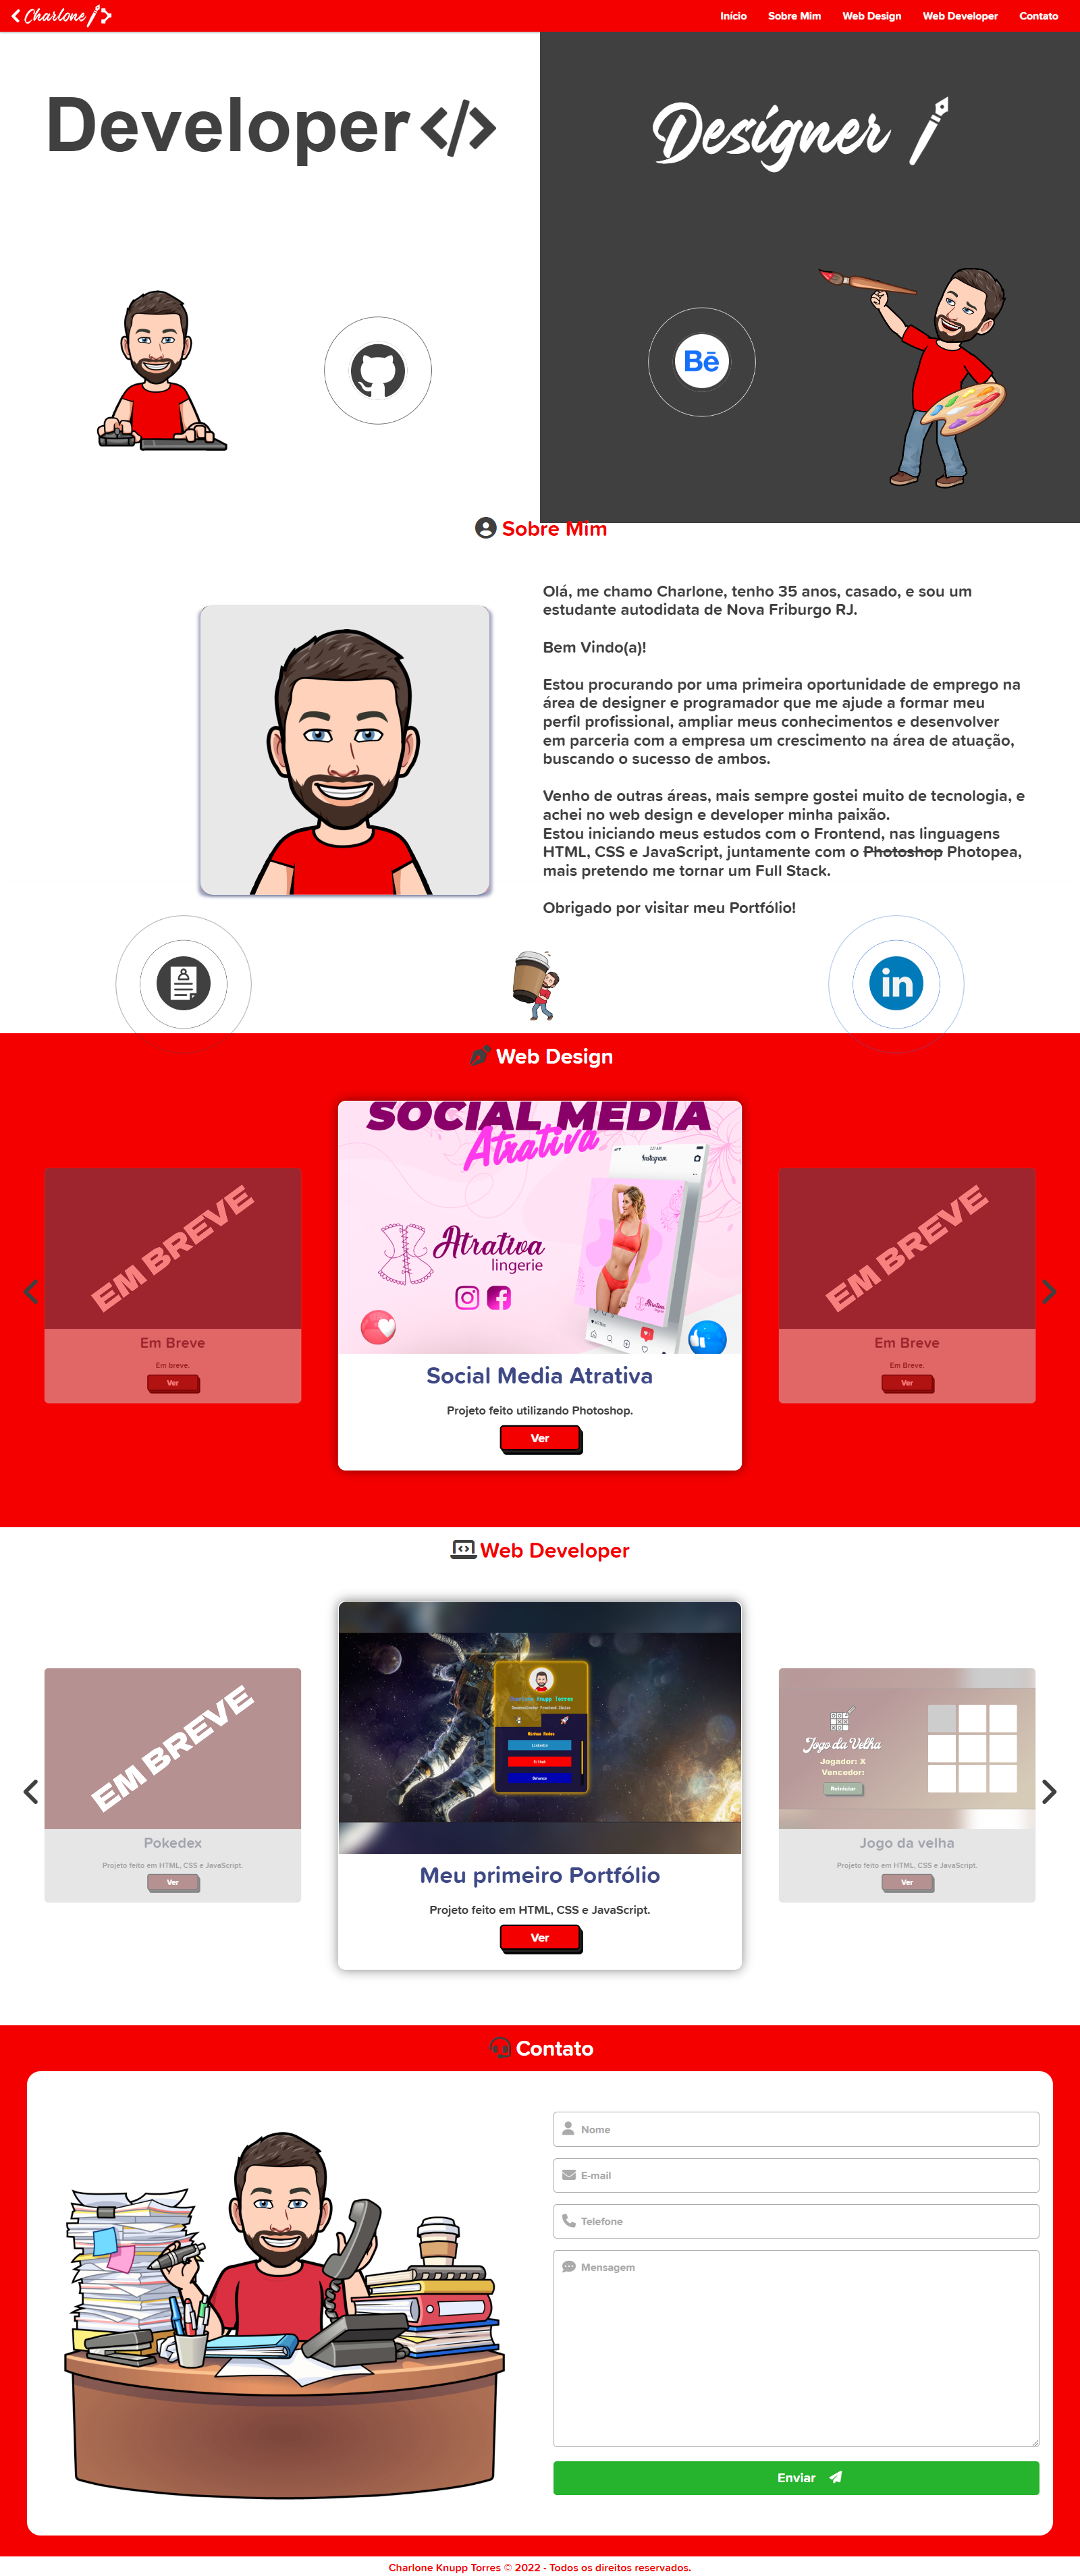 Charlone
Início Sobre Mim Web Design Web Developer Contato
Developer
Designer
Bē
Sobre Mim
Olá, me chamo Charlone, tenho 35 anos, casado, e sou um
estudante autodidata de Nova Friburgo RJ.
Bem Vindo(a)!
Estou procurando por uma primeira oportunidade de emprego na
área de designer e programador que me ajude a formar meu
perfil profissional, ampliar meus conhecimentos e desenvolver
em parceria com a empresa um crescimento na área de atuação,
buscando o sucesso de ambos.
Venho de outras áreas, mais sempre gostei muito de tecnologia, e
achei no web design e developer minha paixão.
Estou iniciando meus estudos com o Frontend, nas linguagens
HTML, CSS e JavaScript, juntamente com o Photoshop Photopea,
mais pretendo me tornar um Full Stack.
Obrigado por visitar meu Portfólio!
in
Web Design
EM BREVE
Em Breve
Em breve.
Ver
SOCIAL MEDIA
Atrativa
Instagram
Atrativa
lingerie
Atrativa
Social Media Atrativa
Projeto feito utilizando Photoshop.
Ver
EM BREVE
Em Breve
Em Breve.
Ver
Web Developer
EM BREVE
Pokedex
Projeto feito em HTML, CSS e JavaScript.
Ver
Charlone Knupp Torres
Desenvolvedor Frontend Júnior
Minhas Redes
Linkedin
GitHub
Behance
Meu primeiro Portfólio
Projeto feito em HTML, CSS e JavaScript.
Ver
Jogo da Velha
Jogador: X
Vencedor:
Reiniciar
Jogo da velha
Projeto feito em HTML, CSS e JavaScript.
Ver
Contato
Nome
E-mail
Telefone
Mensagem
Enviar
Charlone Knupp Torres © 2022 - Todos os direitos reservados.